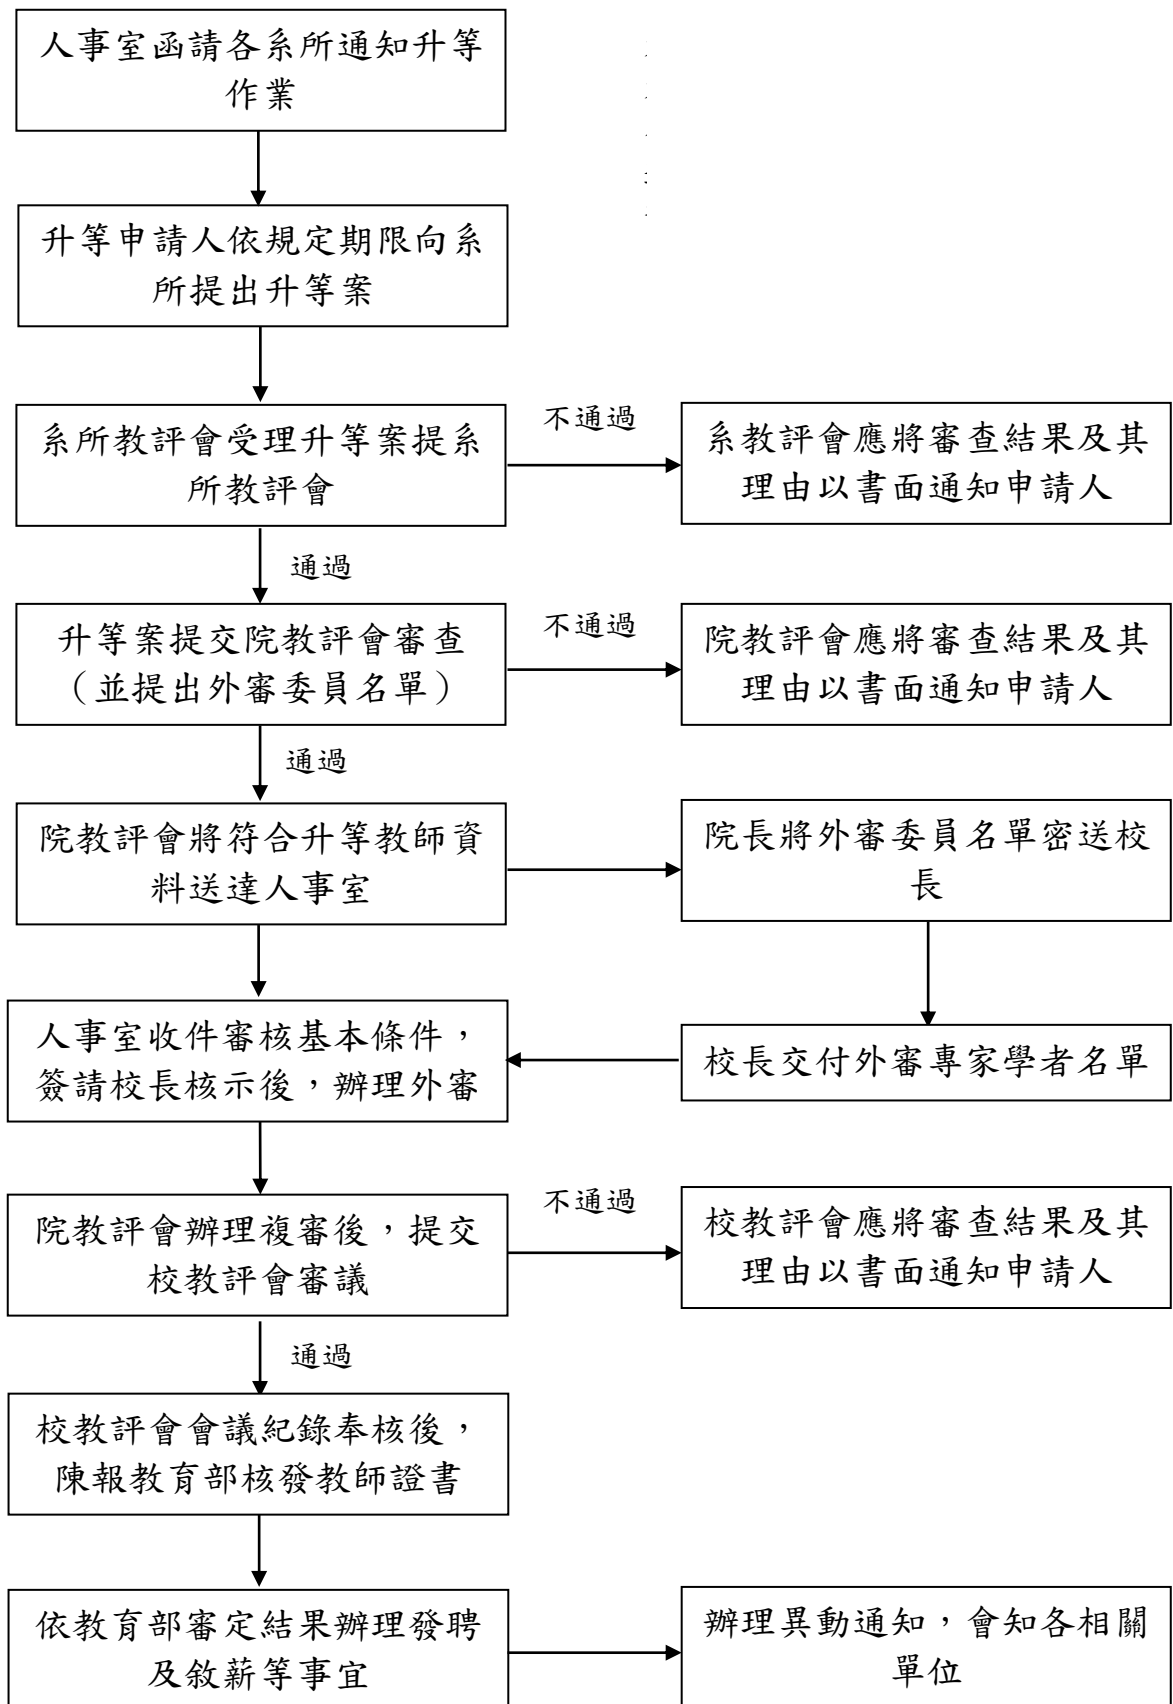 人事室函請各系所通知升等
作業
升等申請人依規定期限向系
所提出升等案
系所教評會受理升等案提系
所教評會
不通過
系教評會應將審查結果及其
理由以書面通知申請人
通過
升等案提交院教評會審查
（並提出外審委員名單）
不通過
院教評會應將審查結果及其
理由以書面通知申請人
通過
院教評會將符合升等教師資
料送達人事室
院長將外審委員名單密送校
長
人事室收件審核基本條件，
簽請校長核示後，辦理外審
校長交付外審專家學者名單
院教評會辦理複審後，提交
校教評會審議
不通過
校教評會應將審查結果及其
理由以書面通知申請人
通過
校教評會會議紀錄奉核後，
陳報教育部核發教師證書
依教育部審定結果辦理發聘
及敘薪等事宜
辦理異動通知，會知各相關
單位